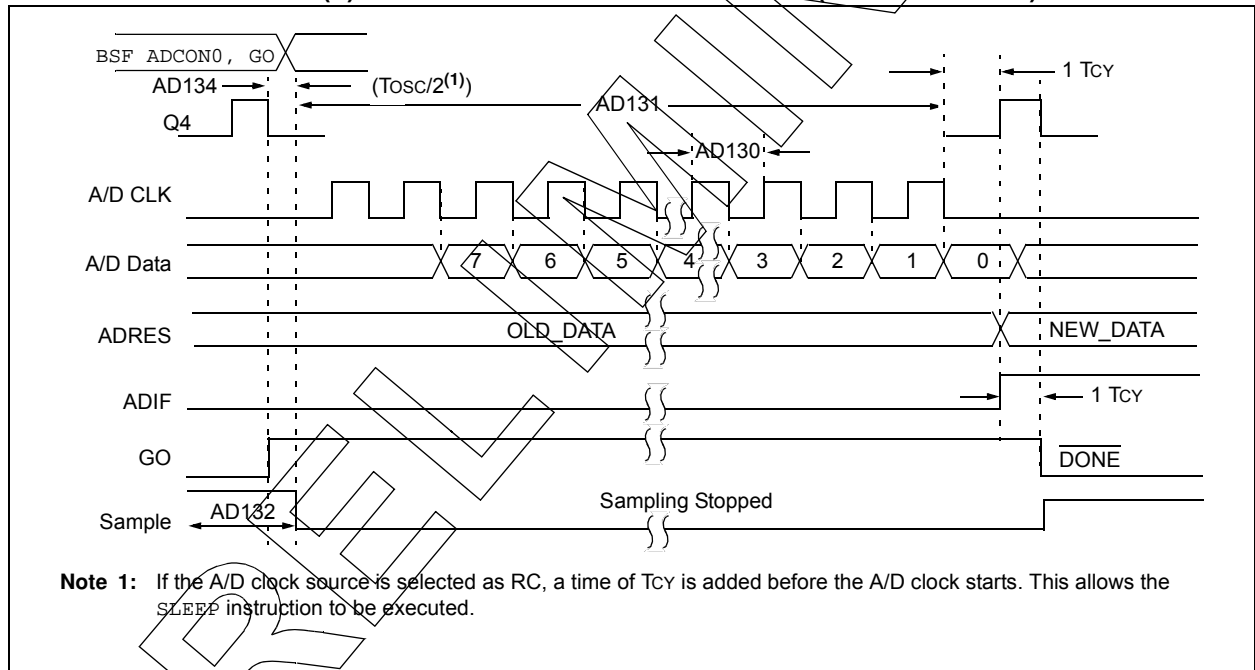 BSF ADCON0, GO
AD134
(TOSC/2(1))
AD131
1 TCY
Q4
AD130
A/D CLK
A/D Data
7 6 5 4 3 2 1 0
ADRES
OLD_DATA
NEW_DATA
ADIF
1 TCY
GO
DONE
Sample
AD132
Sampling Stopped
Note 1: If the A/D clock source is selected as RC, a time of TCY is added before the A/D clock starts. This allows the
SLEEP instruction to be executed.